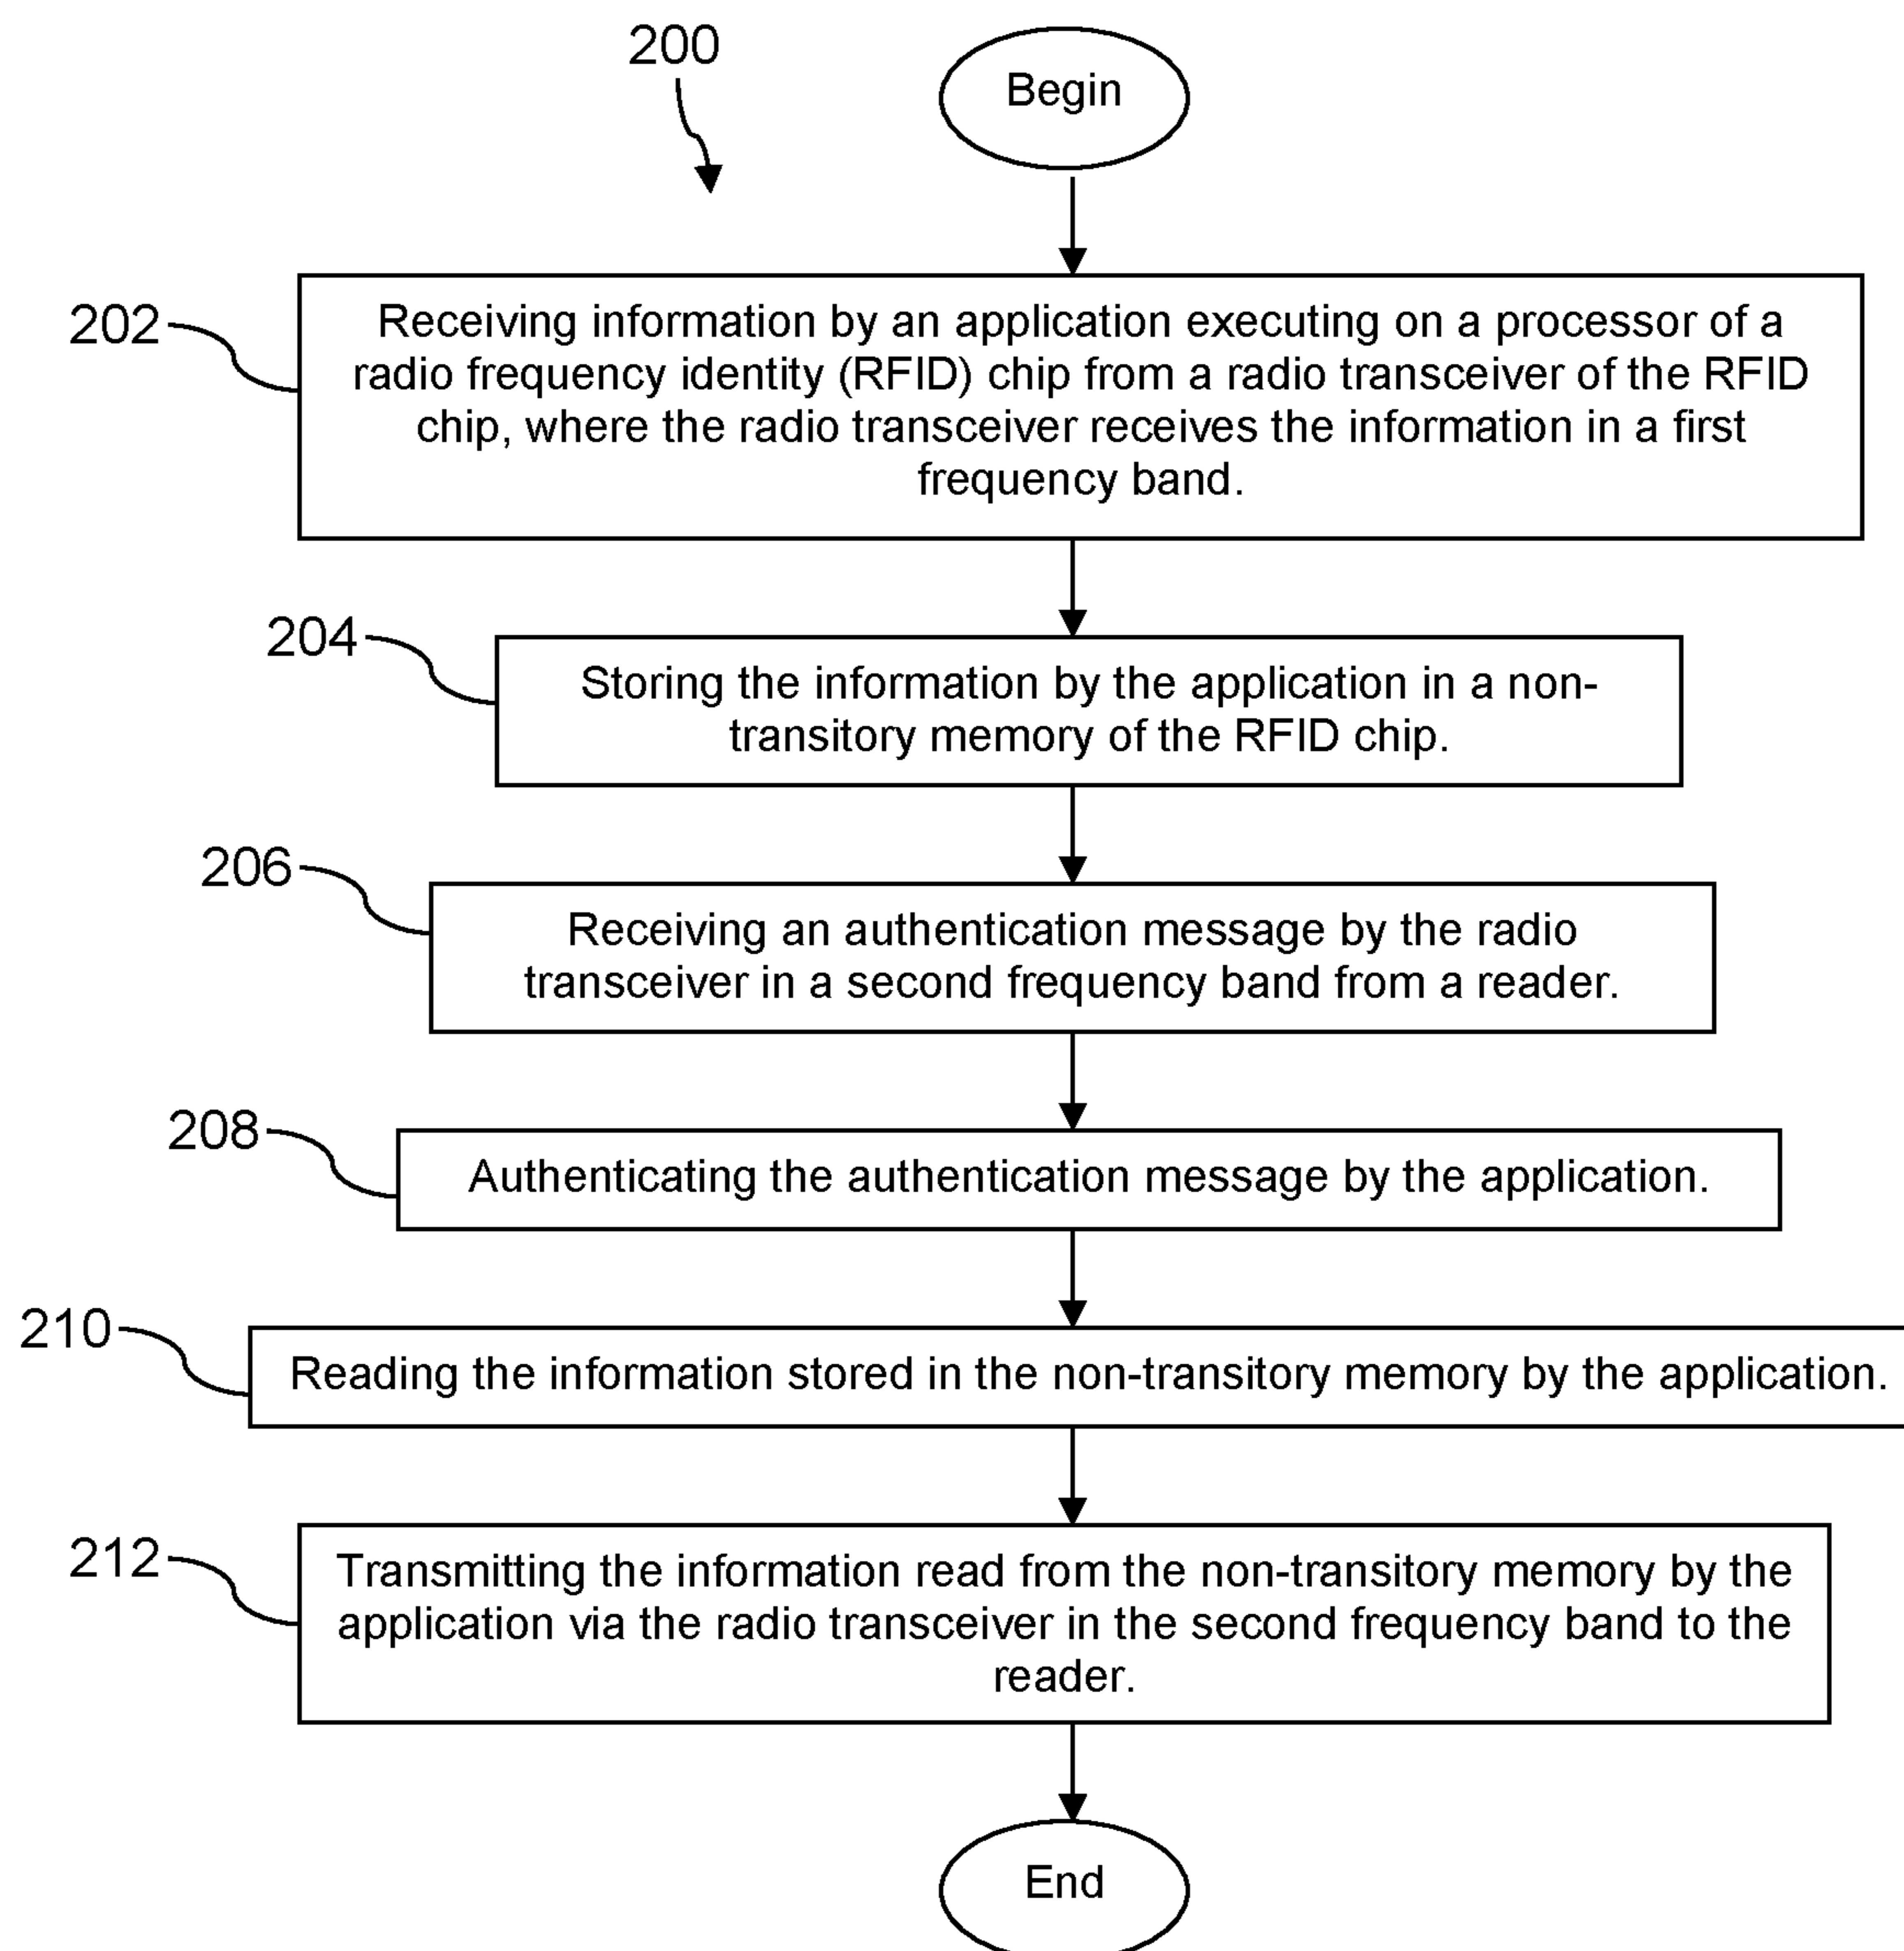 200
Begin
202
Receiving information by an application executing on a processor of a
radio frequency identity (RFID) chip from a radio transceiver of the RFID
chip, where the radio transceiver receives the information in a first
frequency band.
204
Storing the information by the application in a non-
transitory memory of the RFID chip.
206
Receiving an authentication message by the radio
transceiver in a second frequency band from a reader.
208
Authenticating the authentication message by the application.
210
Reading the information stored in the non-transitory memory by the application.
212
Transmitting the information read from the non-transitory memory by the
application via the radio transceiver in the second frequency band to the
reader.
End